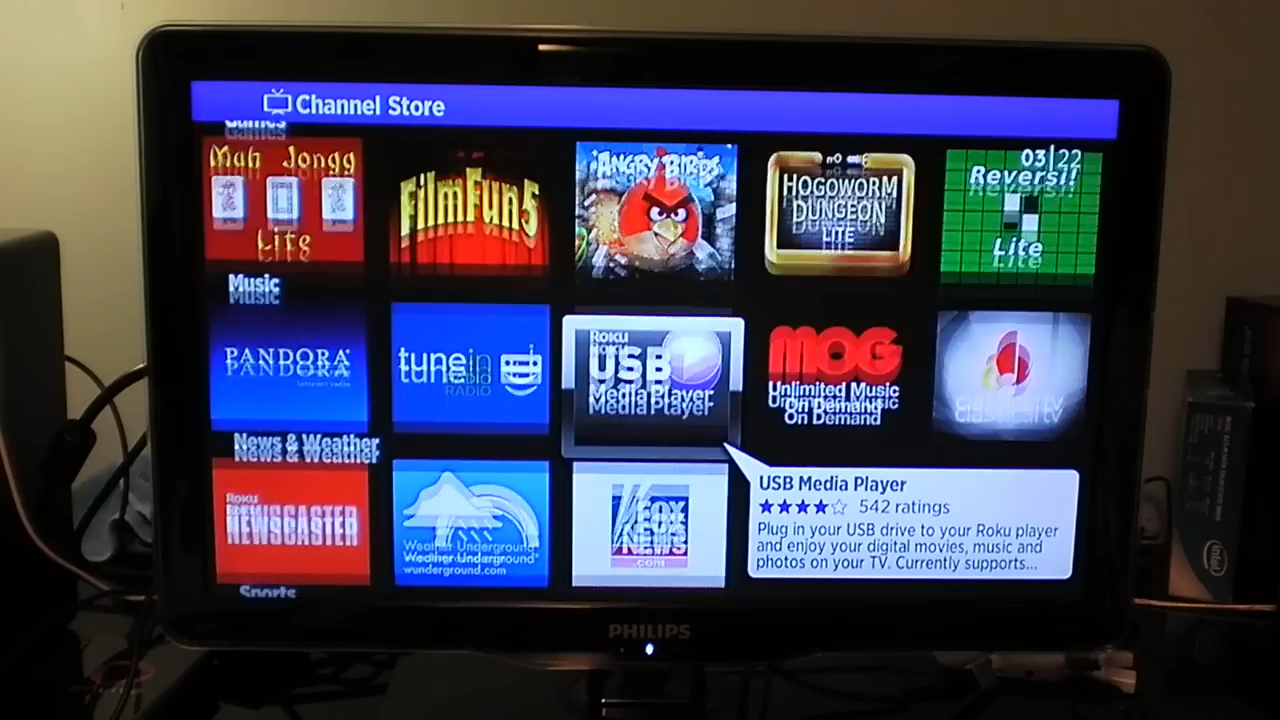 Channel Store
Games
Mah Jongg
Lite
FilmFun5
ANGRY BIRDS
HOGOWORM
DUNGEON
LITE
03|22
Reversi!
Lite
Music
PANDORA
internet radio
tunein
RADIO
Roku
USB
Media Player
MOG
Unlimited Music
On Demand
classical tv
News & Weather
Roku
NEWSCASTER
Weather Underground
wunderground.com
FOX
NEWS
.com
USB Media Player
542 ratings
Plug in your USB drive to your Roku player
and enjoy your digital movies, music and
photos on your TV. Currently supports...
Sports
PHILIPS
intel